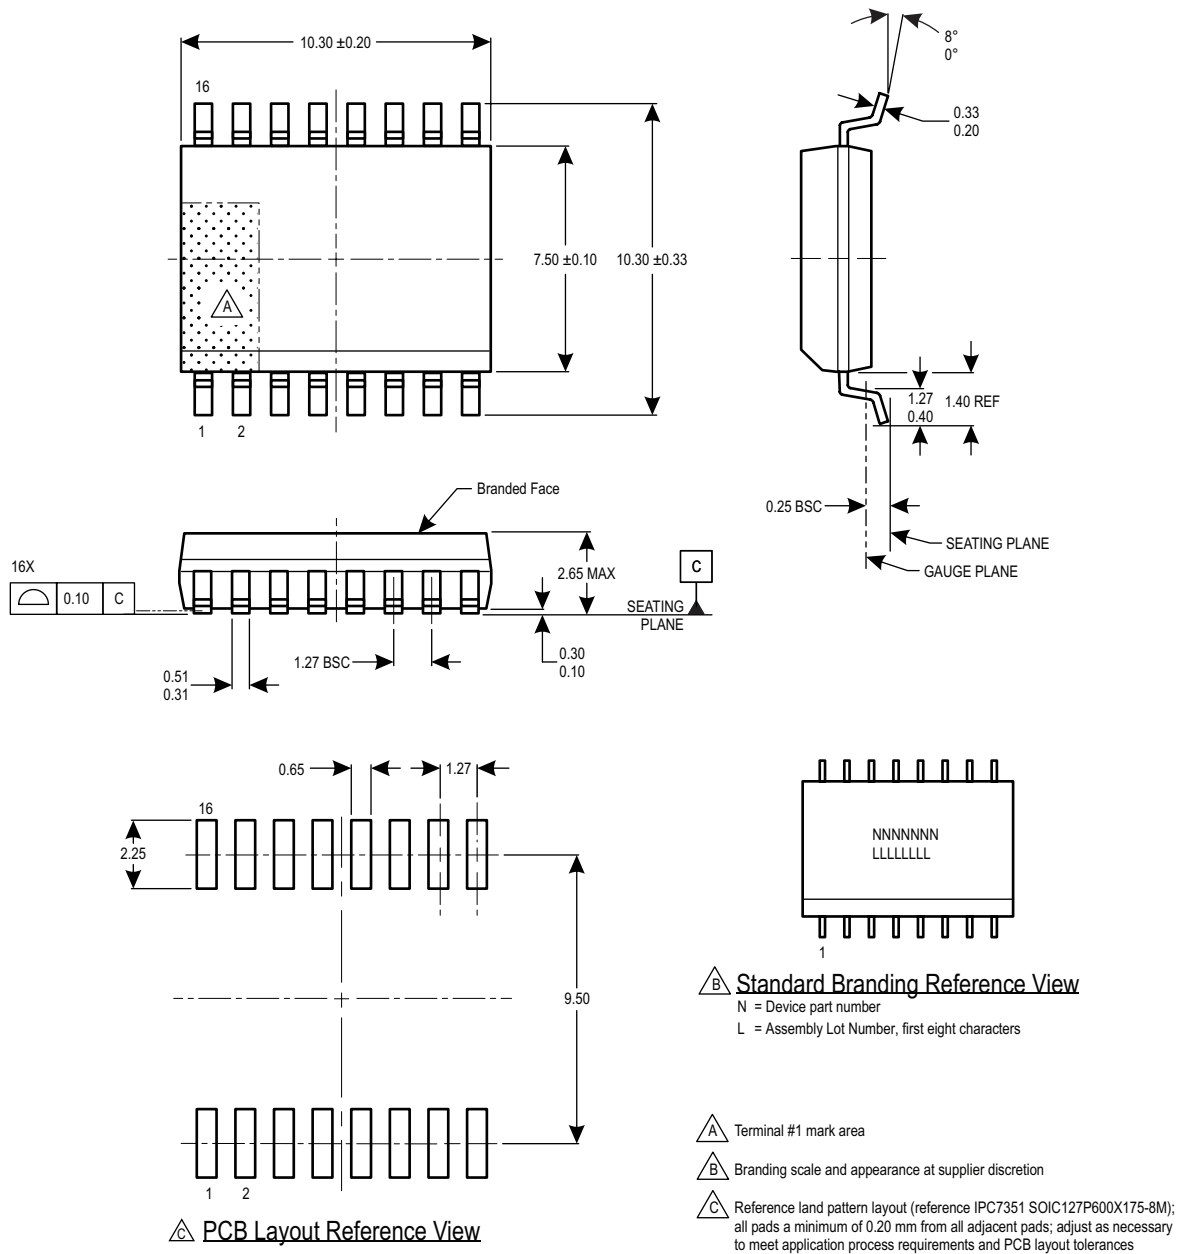 10.30 ±0.20
16
8°
0°
0.33
0.20
7.50 ±0.10
10.30 ±0.33
A
1
2
1.27
0.40
1.40 REF
0.25 BSC
SEATING PLANE
GAUGE PLANE
Branded Face
16X
0.10
C
2.65 MAX
C
SEATING
PLANE
0.30
0.10
1.27 BSC
0.51
0.31
0.65
1.27
16
2.25
9.50
1
2
C PCB Layout Reference View
NNNNNNN
LLLLLLLL
1
B Standard Branding Reference View
N = Device part number
L = Assembly Lot Number, first eight characters
A Terminal #1 mark area
B Branding scale and appearance at supplier discretion
C Reference land pattern layout (reference IPC7351 SOIC127P600X175-8M);
all pads a minimum of 0.20 mm from all adjacent pads; adjust as necessary
to meet application process requirements and PCB layout tolerances